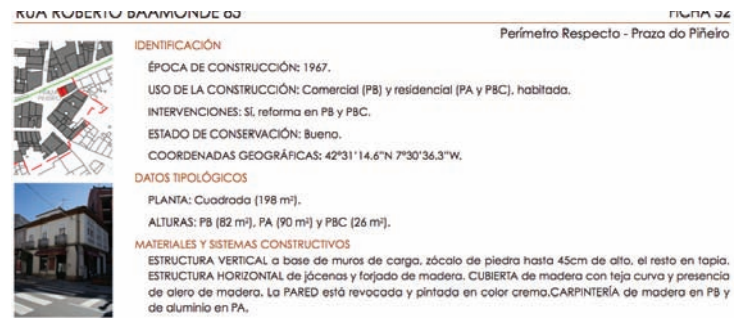 RÚA ROBERTO BAAMONDE 85
FICHA 52
Perímetro Respecto - Praza do Piñeiro
IDENTIFICACIÓN
ÉPOCA DE CONSTRUCCIÓN: 1967.
USO DE LA CONSTRUCCIÓN: Comercial (PB) y residencial (PA y PBC), habitada.
INTERVENCIONES: Sí, reforma en PB y PBC.
ESTADO DE CONSERVACIÓN: Bueno.
COORDENADAS GEOGRÁFICAS: 42º31'14.6"N 7º30'36.3"W.
DATOS TIPOLÓGICOS
PLANTA: Cuadrada (198 m²).
ALTURAS: PB (82 m²), PA (90 m²) y PBC (26 m²).
MATERIALES Y SISTEMAS CONSTRUCTIVOS
ESTRUCTURA VERTICAL a base de muros de carga, zócalo de piedra hasta 45cm de alto, el resto en tapia.
ESTRUCTURA HORIZONTAL de jácenas y forjado de madera. CUBIERTA de madera con teja curva y presencia
de alero de madera. La PARED está revocada y pintada en color crema.CARPINTERÍA de madera en PB y
de aluminio en PA.